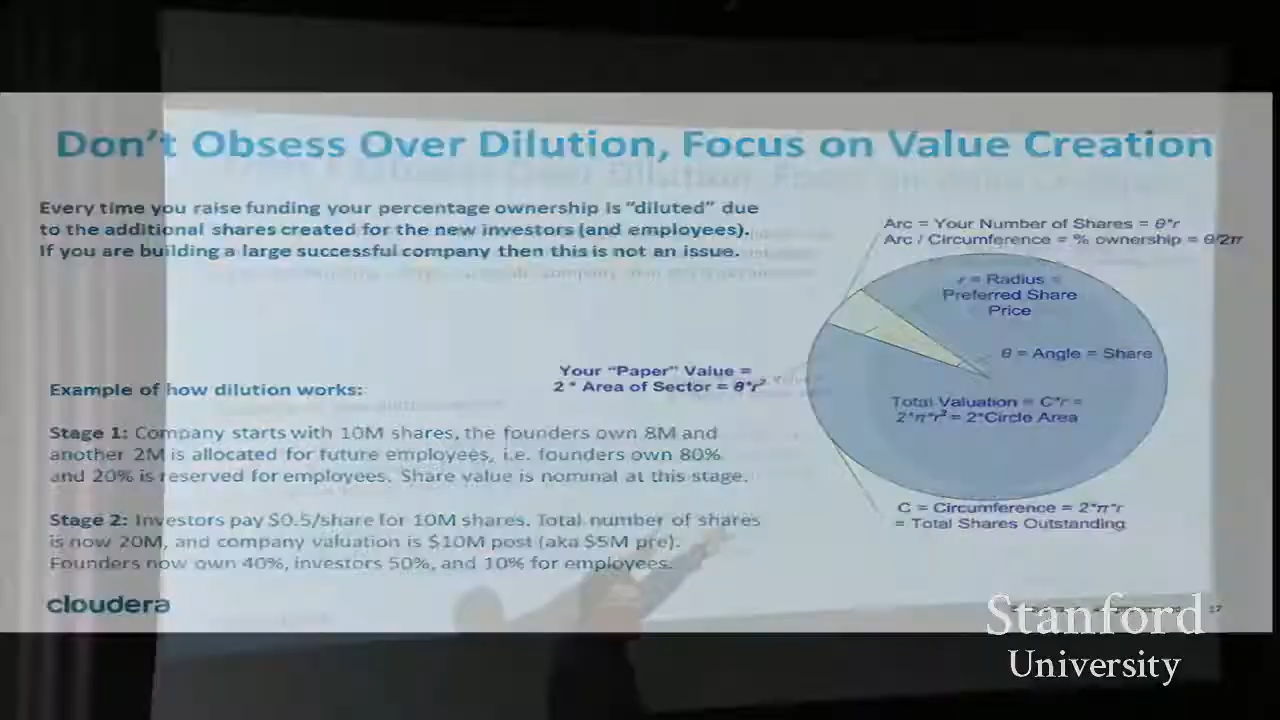 Don't Obsess Over Dilution, Focus on Value Creation
Every time you raise funding your percentage ownership is "diluted" due
to the additional shares created for the new investors (and employees).
If you are building a large successful company then this is not an issue.
Arc = Your Number of Shares = θ*r
Arc / Circumference = % ownership = θ/2π
r = Radius =
Preferred Share
Price
θ = Angle = Share
Your "Paper" Value =
2 * Area of Sector = θ*r²
Total Valuation = C*r =
2*π*r² = 2*Circle Area
C = Circumference = 2*π*r
= Total Shares Outstanding
Example of how dilution works:
Stage 1: Company starts with 10M shares, the founders own 8M and
another 2M is allocated for future employees, i.e. founders own 80%
and 20% is reserved for employees. Share value is nominal at this stage.
Stage 2: Investors pay $0.5/share for 10M shares. Total number of shares
is now 20M, and company valuation is $10M post (aka $5M pre).
Founders now own 40%, investors 50%, and 10% for employees.
cloudera
17
Stanford
University